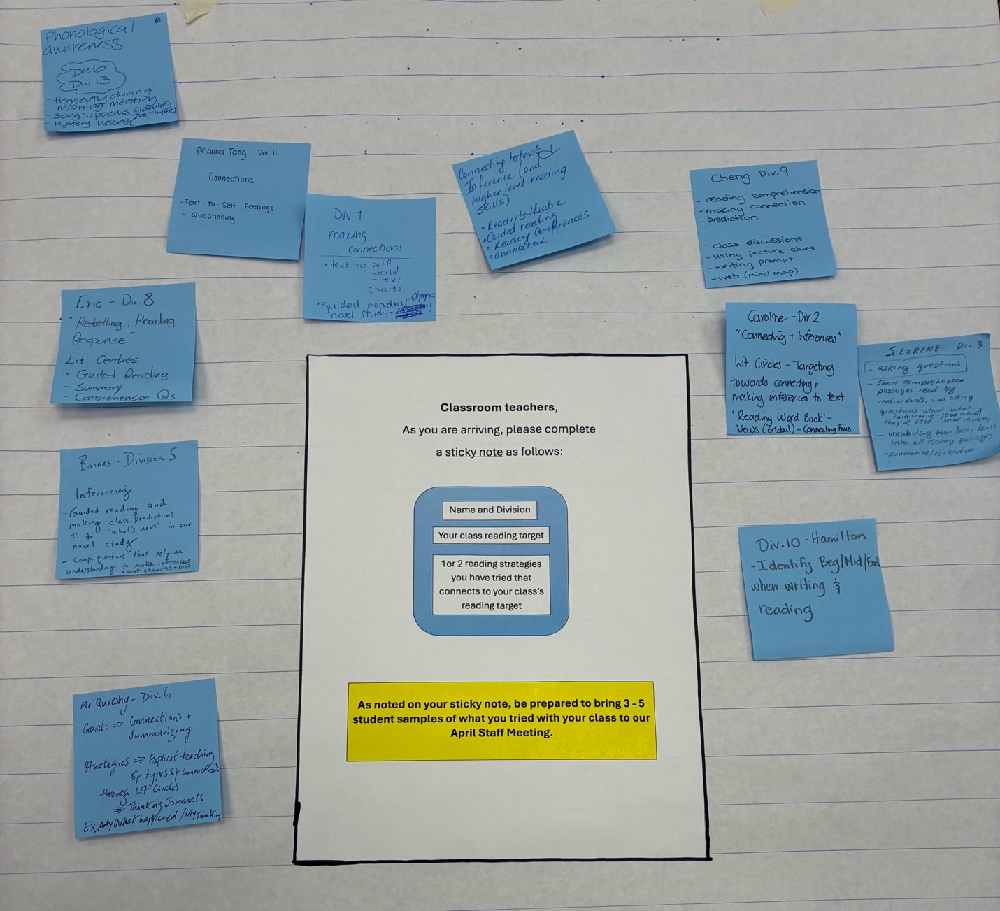 Phonological
awareness
Deb
Div 13
- Heggerty during
morning meeting
- Songs/poems (identify
the rhyme)
- Mystery Message
Brianna Tang Div. 11
Connections
- Text-to Self feelings
- Questioning
Div 7
making
connections
• text to self
world
- text
charts
• guided reading - Olympics
novel study -
Connecting to text &
Inference (and
higher level reading
skills)
• Reader's theatre
• Guided reading
• Reading Conferences
• annotation
Cheng Div. 9
- reading comprehension
- making connection
- prediction
- class discussions
- using picture clues
- writing prompt
- web (mind map)
Eric - Div. 8
"Retelling, Reading
Response"
Lit. Centres
- Guided Reading
- Summary
- Comprehension Qs
Caroline - Div 2
"Connecting + Inferences"
Lit. Circles - Targeting
towards connecting +
making inferences to text
'Reading Word Book' -
News (Global) - Connecting Focus
S. LORENZ Div. 3
- asking questions
- Short comprehension
passages read by
individuals, and asking
questions about what
(alternative - read aloud)
they've read (small chunks)
- vocabulary has been built
into all reading passages
- summarize/retention
Classroom teachers,
As you are arriving, please complete
a sticky note as follows:
Name and Division
Your class reading target
1or 2 reading strategies
you have tried that
connects to your class's
reading target
As noted on your sticky note, be prepared to bring 3 - 5
student samples of what you tried with your class to our
April Staff Meeting.
Baines - Division 5
Inferencing
- Guided reading and
making class predictions
as to "what's next" in our
novel study
- Comp. questions that rely on
understanding to make inferences
about characters + plot.
Div. 10 - Hamilton
- Identify Beg/Mid/End
when writing &
reading
Mr. Qureshy - Div. 6
Goals => Connections +
Summarizing.
Strategies => Explicit teaching
of types of connections
through Lit Circles
=> Thinking Journals
Ex. What happened / My Thinking